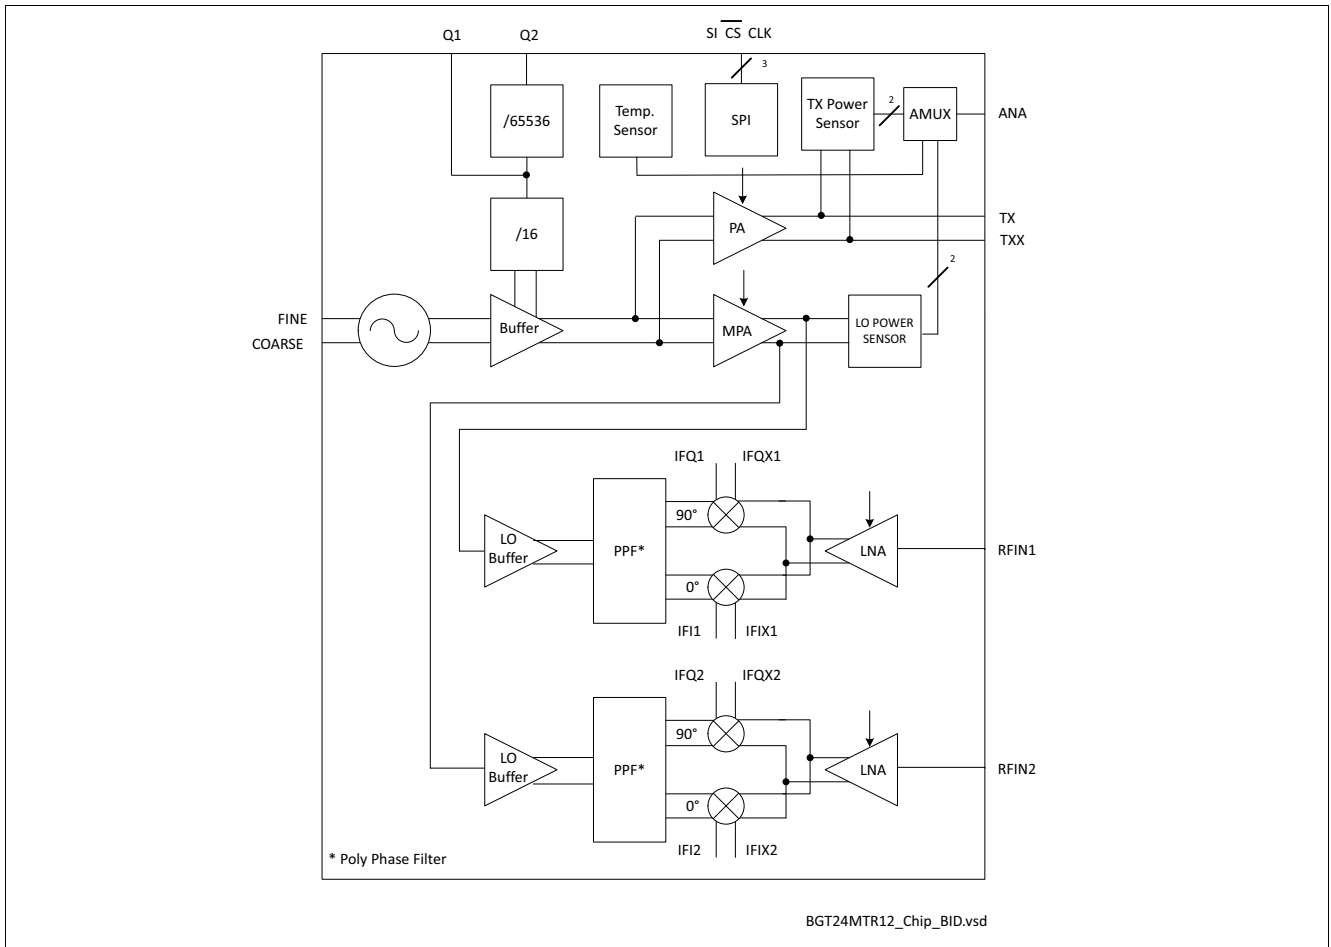 Q1
Q2
SI CS CLK
3
/65536
Temp.
Sensor
SPI
TX Power
Sensor
2
AMUX
ANA
/16
PA
TX
TXX
2
FINE
COARSE
Buffer
MPA
LO POWER
SENSOR
IFQ1
IFQX1
LO
Buffer
PPF*
90°
0°
LNA
RFIN1
IFI1
IFIX1
IFQ2
IFQX2
LO
Buffer
PPF*
90°
0°
LNA
RFIN2
IFI2
IFIX2
* Poly Phase Filter
BGT24MTR12_Chip_BID.vsd